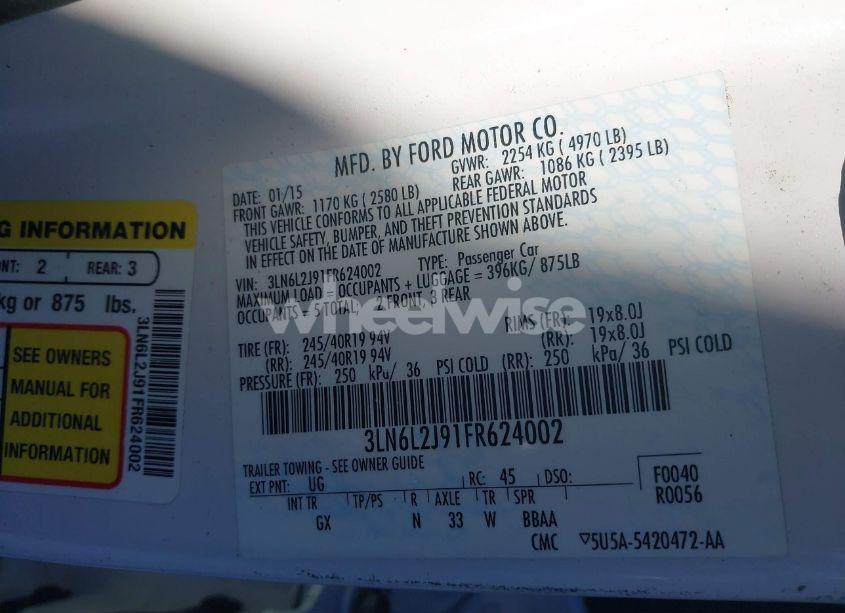 MFD. BY FORD MOTOR CO.
DATE: 01/15 GVWR: 2254 KG ( 4970 LB)
FRONT GAWR: 1170 KG ( 2580 LB) REAR GAWR: 1086 KG ( 2395 LB)
THIS VEHICLE CONFORMS TO ALL APPLICABLE FEDERAL MOTOR
VEHICLE SAFETY, BUMPER, AND THEFT PREVENTION STANDARDS
IN EFFECT ON THE DATE OF MANUFACTURE SHOWN ABOVE.
VIN: 3LN6L2J91FR624002 TYPE: Passenger Car
MAXIMUM LOAD = OCCUPANTS + LUGGAGE = 396KG/ 875LB
OCCUPANTS = 5 TOTAL; 2 FRONT, 3 REAR
wheelwise
TIRE (FR): 245/40R19 94V RIMS (FR): 19x8.0J
(RR): 245/40R19 94V (RR): 19x8.0J
PRESSURE (FR): 250 kPa/ 36 PSI COLD (RR): 250 kPa/ 36 PSI COLD
3LN6L2J91FR624002
TRAILER TOWING - SEE OWNER GUIDE
EXT PNT: UG RC: 45 DSO: F0040
R0056
INT TR TP/PS R AXLE TR SPR
GX N 33 W BBAA
CMC ▽5U5A-5420472-AA
G INFORMATION
NT: 2 REAR: 3
kg or 875 lbs.
SEE OWNERS
MANUAL FOR
ADDITIONAL
INFORMATION
3LN6L2J91FR624002